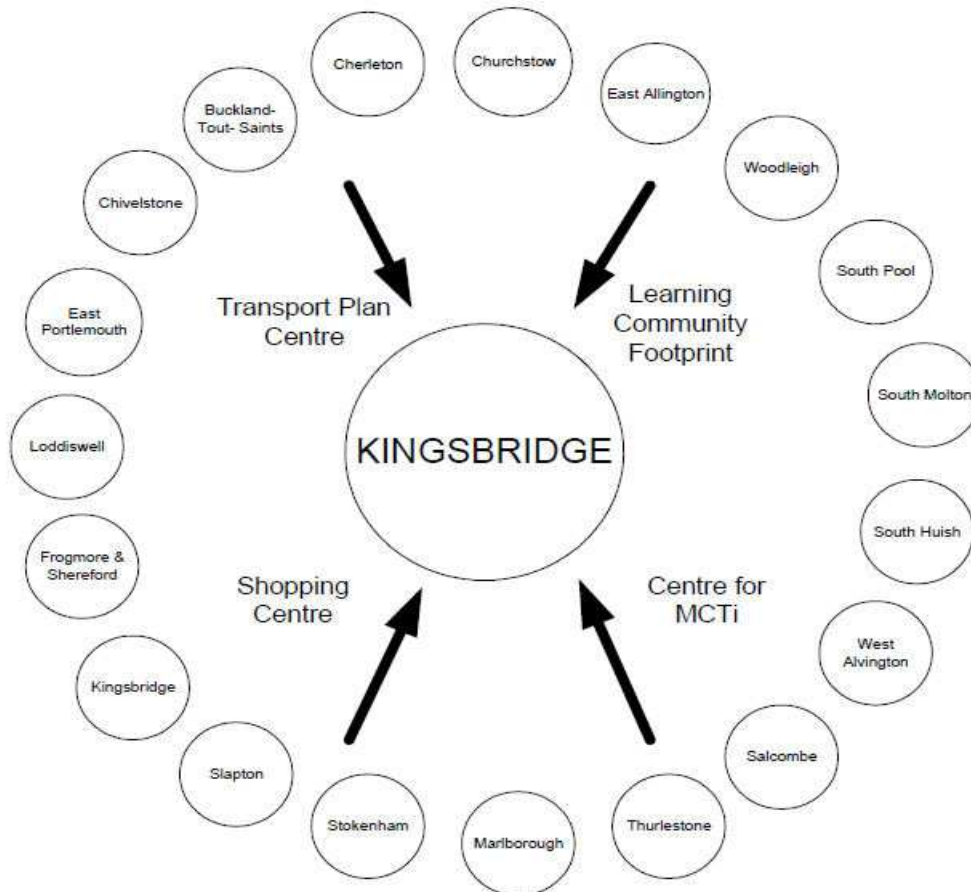 Cherleton
Churchstow
East Allington
Buckland-
Tout- Saints
Woodleigh
Chivelstone
South Pool
East
Portlemouth
Transport Plan
Centre
Learning
Community
Footprint
South Molton
Loddiswell
KINGSBRIDGE
South Huish
Frogmore &
Shereford
Shopping
Centre
Centre for
MCTi
West
Alvington
Kingsbridge
Salcombe
Slapton
Stokenham
Marlborough
Thurlestone